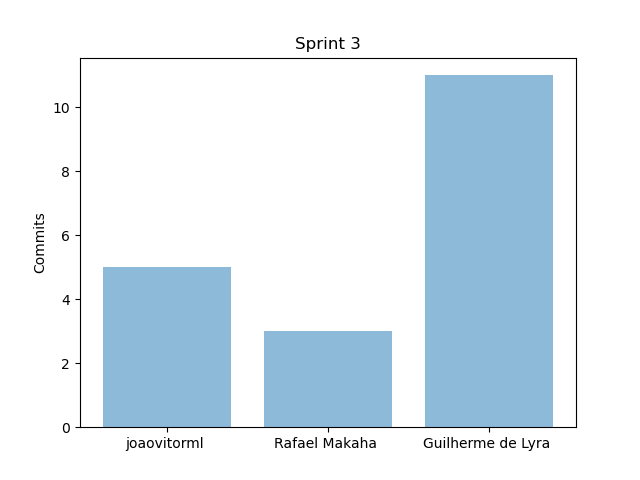 Sprint 3
Commits
10
8
6
4
2
0
joaovitorml
Rafael Makaha
Guilherme de Lyra